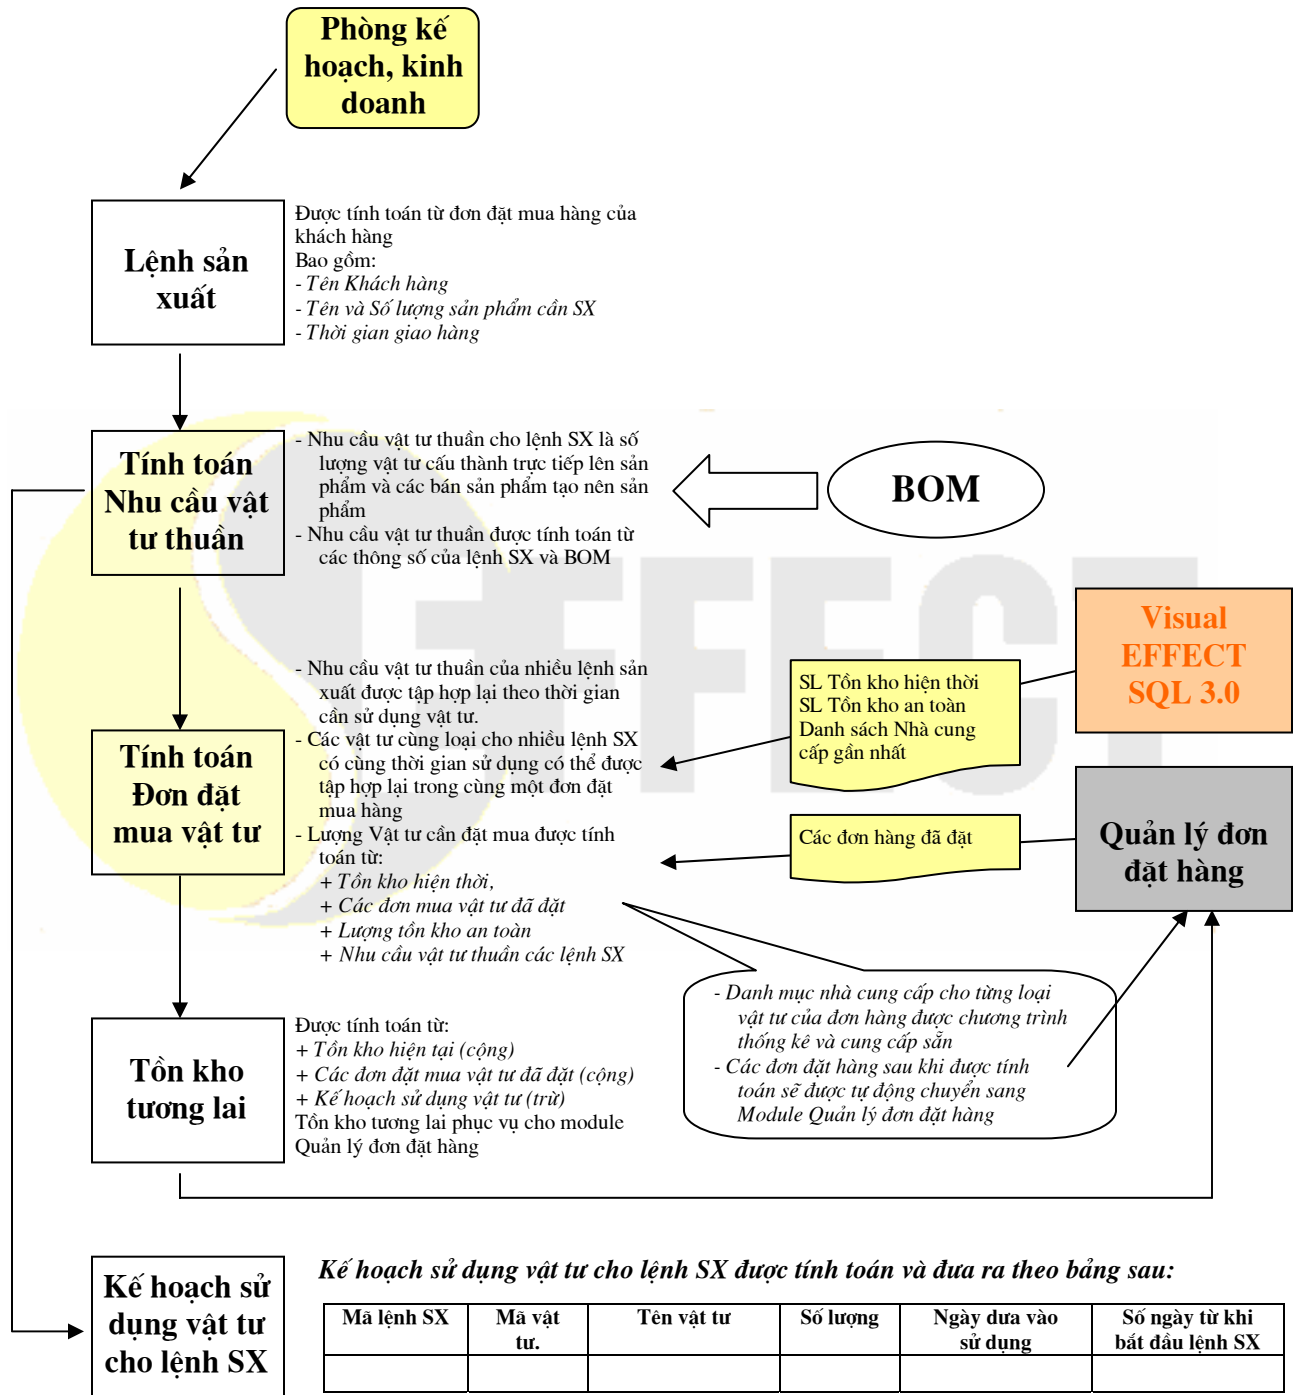 Phòng kế
hoạch, kinh
doanh
Lệnh sản
xuất
Được tính toán từ đơn đặt mua hàng của
khách hàng
Bao gồm:
- Tên Khách hàng
- Tên và Số lượng sản phẩm cần SX
- Thời gian giao hàng
Tính toán
Nhu cầu vật
tư thuần
- Nhu cầu vật tư thuần cho lệnh SX là số
lượng vật tư cấu thành trực tiếp lên sản
phẩm và các bán sản phẩm tạo nên sản
phẩm
- Nhu cầu vật tư thuần được tính toán từ
các thông số của lệnh SX và BOM
BOM
EFFECT
Visual
EFFECT
SQL 3.0
Tính toán
Đơn đặt
mua vật tư
- Nhu cầu vật tư thuần của nhiều lệnh sản
xuất được tập hợp lại theo thời gian
cần sử dụng vật tư.
- Các vật tư cùng loại cho nhiều lệnh SX
có cùng thời gian sử dụng có thể được
tập hợp lại trong cùng một đơn đặt
mua hàng
- Lượng Vật tư cần đặt mua được tính
toán từ:
+ Tồn kho hiện thời,
+ Các đơn mua vật tư đã đặt
+ Lượng tồn kho an toàn
+ Nhu cầu vật tư thuần các lệnh SX
SL Tồn kho hiện thời
SL Tồn kho an toàn
Danh sách Nhà cung
cấp gần nhất
Các đơn hàng đã đặt
Quản lý đơn
đặt hàng
- Danh mục nhà cung cấp cho từng loại
vật tư của đơn hàng được chương trình
thống kê và cung cấp sẵn
- Các đơn đặt hàng sau khi được tính
toán sẽ được tự động chuyển sang
Module Quản lý đơn đặt hàng
Tồn kho
tương lai
Được tính toán từ:
+ Tồn kho hiện tại (cộng)
+ Các đơn đặt mua vật tư đã đặt (cộng)
+ Kế hoạch sử dụng vật tư (trừ)
Tồn kho tương lai phục vụ cho module
Quản lý đơn đặt hàng
Kế hoạch sử
dụng vật tư
cho lệnh SX
Kế hoạch sử dụng vật tư cho lệnh SX được tính toán và đưa ra theo bảng sau:
Mã lệnh SX
Mã vật
tư.
Tên vật tư
Số lượng
Ngày dưa vào
sử dụng
Số ngày từ khi
bắt đầu lệnh SX